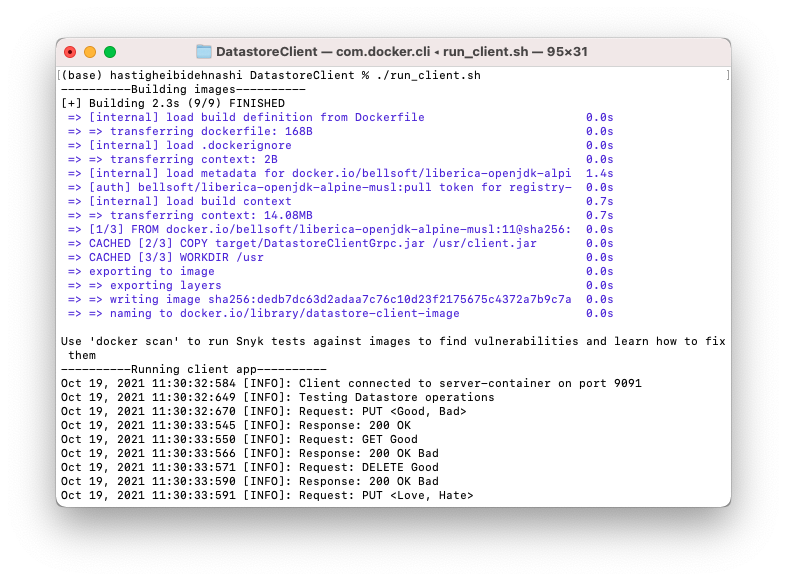 DatastoreClient — com.docker.cli ◂ run_client.sh — 95×31
[(base) hastigheibidehnashi DatastoreClient % ./run_client.sh ]
----------Building images----------
[+] Building 2.3s (9/9) FINISHED
=> [internal] load build definition from Dockerfile 0.0s
=> => transferring dockerfile: 168B 0.0s
=> [internal] load .dockerignore 0.0s
=> => transferring context: 2B 0.0s
=> [internal] load metadata for docker.io/bellsoft/liberica-openjdk-alpi 1.4s
=> [auth] bellsoft/liberica-openjdk-alpine-musl:pull token for registry- 0.0s
=> [internal] load build context 0.7s
=> => transferring context: 14.08MB 0.7s
=> [1/3] FROM docker.io/bellsoft/liberica-openjdk-alpine-musl:11@sha256: 0.0s
=> CACHED [2/3] COPY target/DatastoreClientGrpc.jar /usr/client.jar 0.0s
=> CACHED [3/3] WORKDIR /usr 0.0s
=> exporting to image 0.0s
=> => exporting layers 0.0s
=> => writing image sha256:dedb7dc63d2adaa7c76c10d23f2175675c4372a7b9c7a 0.0s
=> => naming to docker.io/library/datastore-client-image 0.0s
Use 'docker scan' to run Snyk tests against images to find vulnerabilities and learn how to fix
them
----------Running client app----------
Oct 19, 2021 11:30:32:584 [INFO]: Client connected to server-container on port 9091
Oct 19, 2021 11:30:32:649 [INFO]: Testing Datastore operations
Oct 19, 2021 11:30:32:670 [INFO]: Request: PUT <Good, Bad>
Oct 19, 2021 11:30:33:545 [INFO]: Response: 200 OK
Oct 19, 2021 11:30:33:550 [INFO]: Request: GET Good
Oct 19, 2021 11:30:33:566 [INFO]: Response: 200 OK Bad
Oct 19, 2021 11:30:33:571 [INFO]: Request: DELETE Good
Oct 19, 2021 11:30:33:590 [INFO]: Response: 200 OK Bad
Oct 19, 2021 11:30:33:591 [INFO]: Request: PUT <Love, Hate>